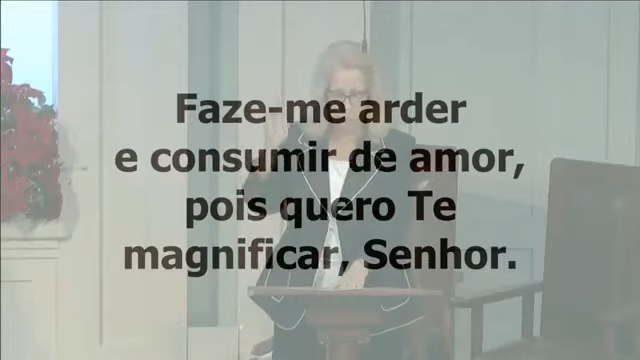 Faze-me arder
e consumir de amor,
pois quero Te
magnificar, Senhor.